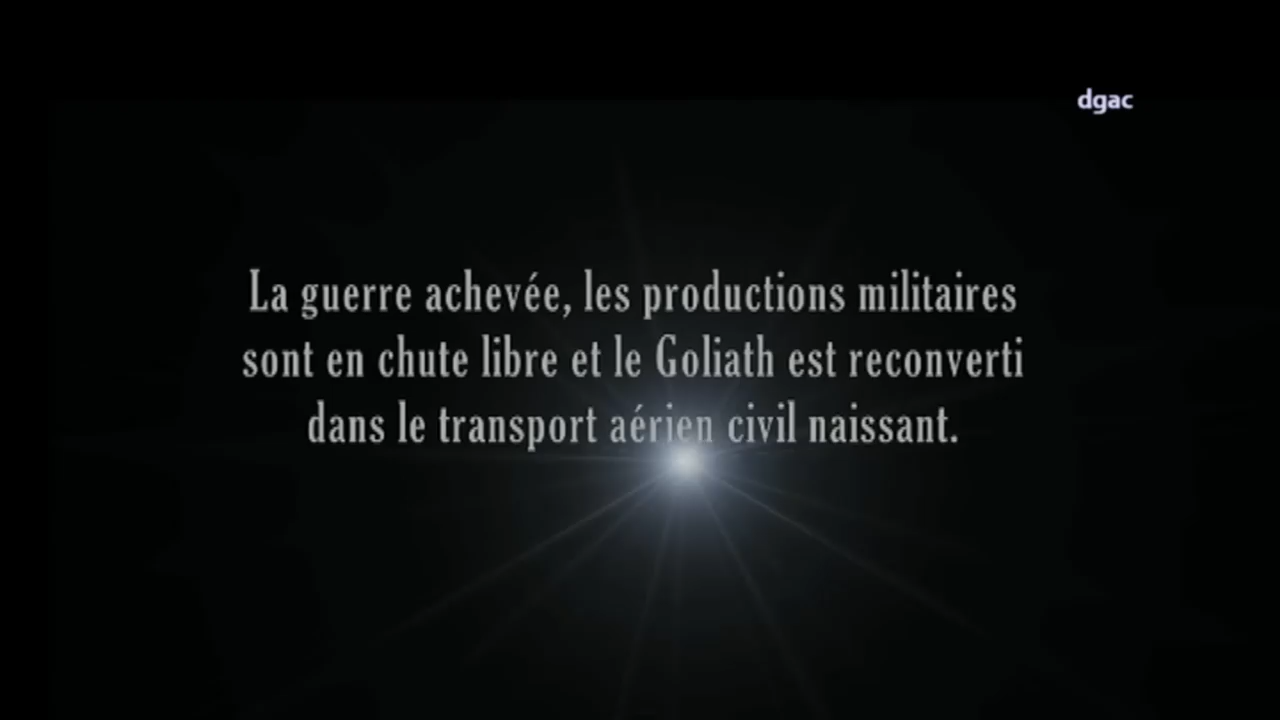 dgac
La guerre achevée, les productions militaires
sont en chute libre et le Goliath est reconverti
dans le transport aérien civil naissant.